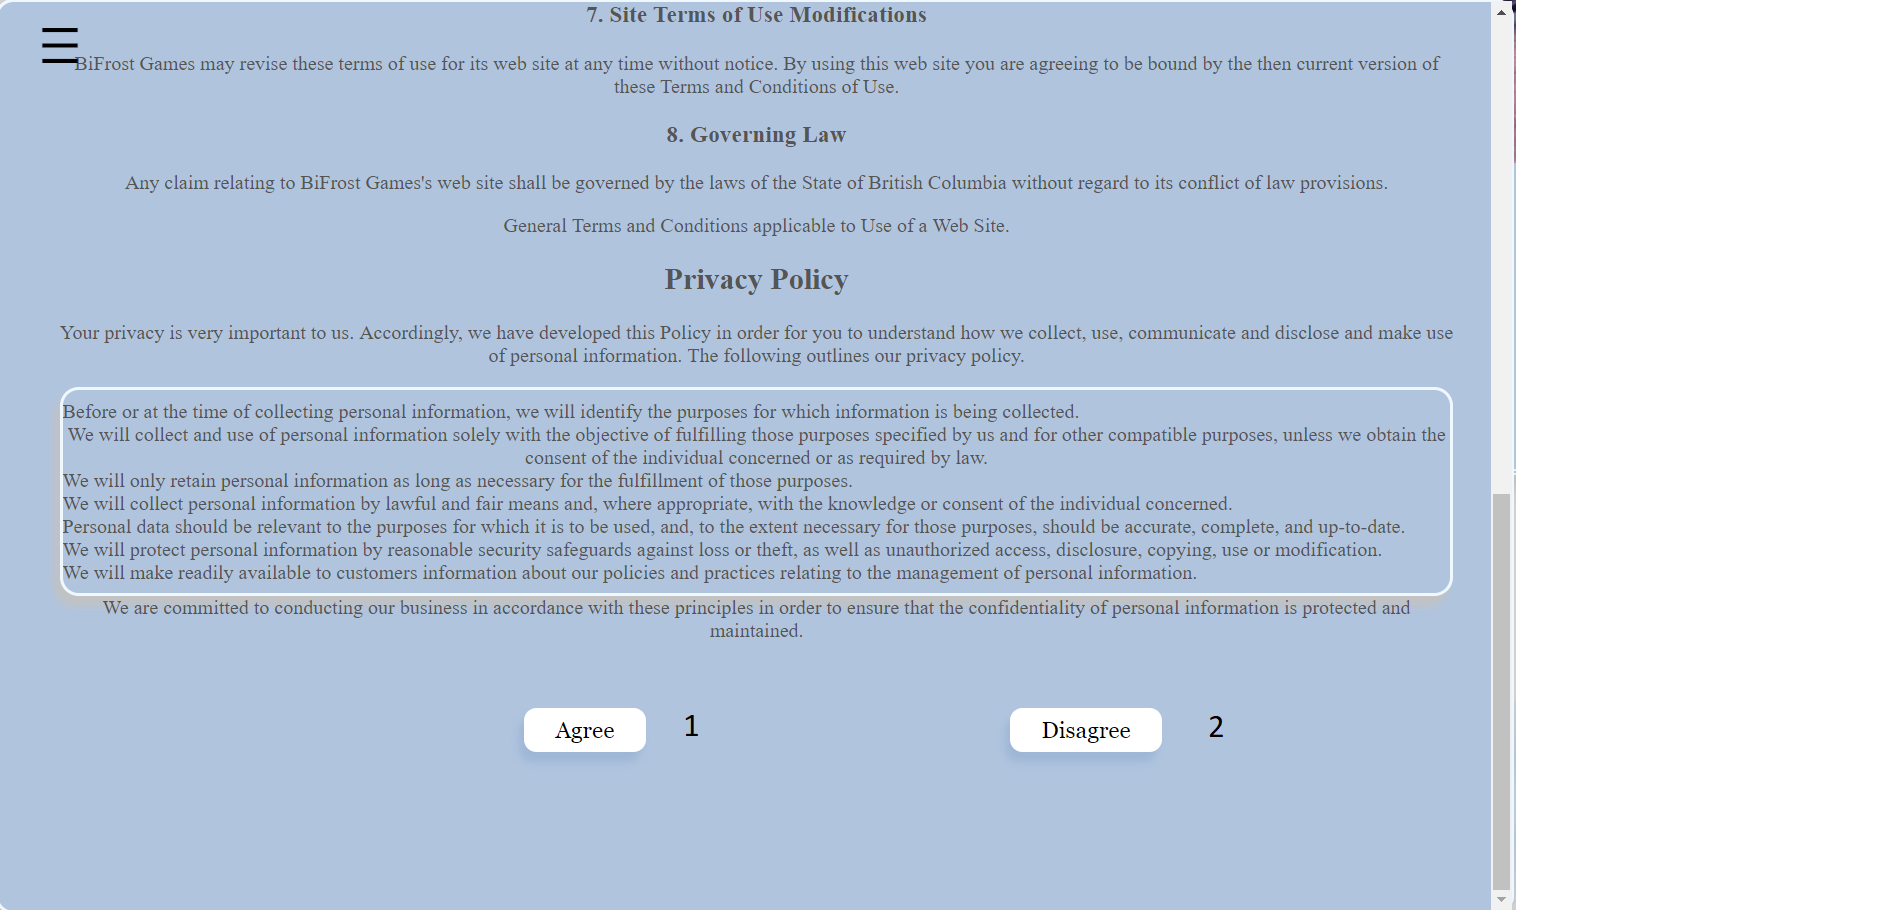 7. Site Terms of Use Modifications
BiFrost Games may revise these terms of use for its web site at any time without notice. By using this web site you are agreeing to be bound by the then current version of
these Terms and Conditions of Use.
8. Governing Law
Any claim relating to BiFrost Games's web site shall be governed by the laws of the State of British Columbia without regard to its conflict of law provisions.
General Terms and Conditions applicable to Use of a Web Site.
Privacy Policy
Your privacy is very important to us. Accordingly, we have developed this Policy in order for you to understand how we collect, use, communicate and disclose and make use
of personal information. The following outlines our privacy policy.
Before or at the time of collecting personal information, we will identify the purposes for which information is being collected.
We will collect and use of personal information solely with the objective of fulfilling those purposes specified by us and for other compatible purposes, unless we obtain the
consent of the individual concerned or as required by law.
We will only retain personal information as long as necessary for the fulfillment of those purposes.
We will collect personal information by lawful and fair means and, where appropriate, with the knowledge or consent of the individual concerned.
Personal data should be relevant to the purposes for which it is to be used, and, to the extent necessary for those purposes, should be accurate, complete, and up-to-date.
We will protect personal information by reasonable security safeguards against loss or theft, as well as unauthorized access, disclosure, copying, use or modification.
We will make readily available to customers information about our policies and practices relating to the management of personal information.
We are committed to conducting our business in accordance with these principles in order to ensure that the confidentiality of personal information is protected and
maintained.
Agree 1 Disagree 2